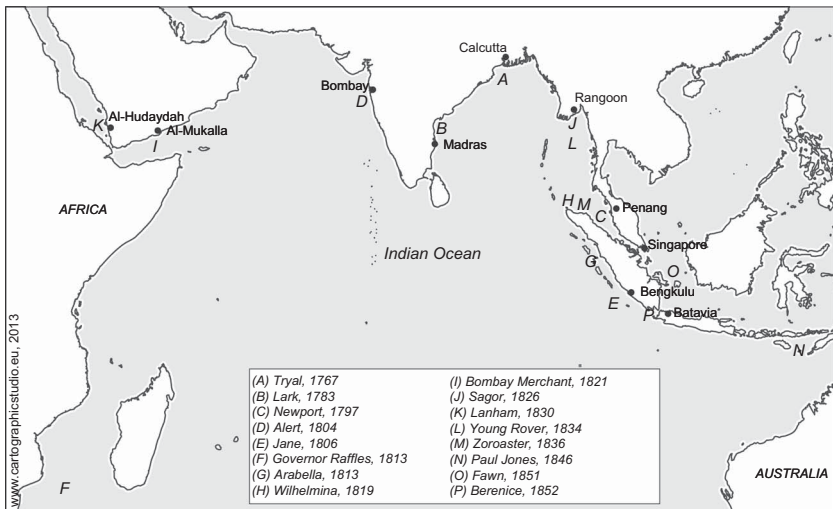 Calcutta
A
Bombay
D
Rangoon
J
Al-Hudaydah
K
Al-Mukalla
I
B
Madras
L
AFRICA
H M
C
Penang
Indian Ocean
Singapore
G
O
E
Bengkulu
P
Batavia
N
(A) Tryal, 1767
(B) Lark, 1783
(C) Newport, 1797
(D) Alert, 1804
(E) Jane, 1806
(F) Governor Raffles, 1813
(G) Arabella, 1813
(H) Wilhelmina, 1819
(I) Bombay Merchant, 1821
(J) Sagor, 1826
(K) Lanham, 1830
(L) Young Rover, 1834
(M) Zoroaster, 1836
(N) Paul Jones, 1846
(O) Fawn, 1851
(P) Berenice, 1852
F
AUSTRALIA
www.cartographicstudio.eu, 2013